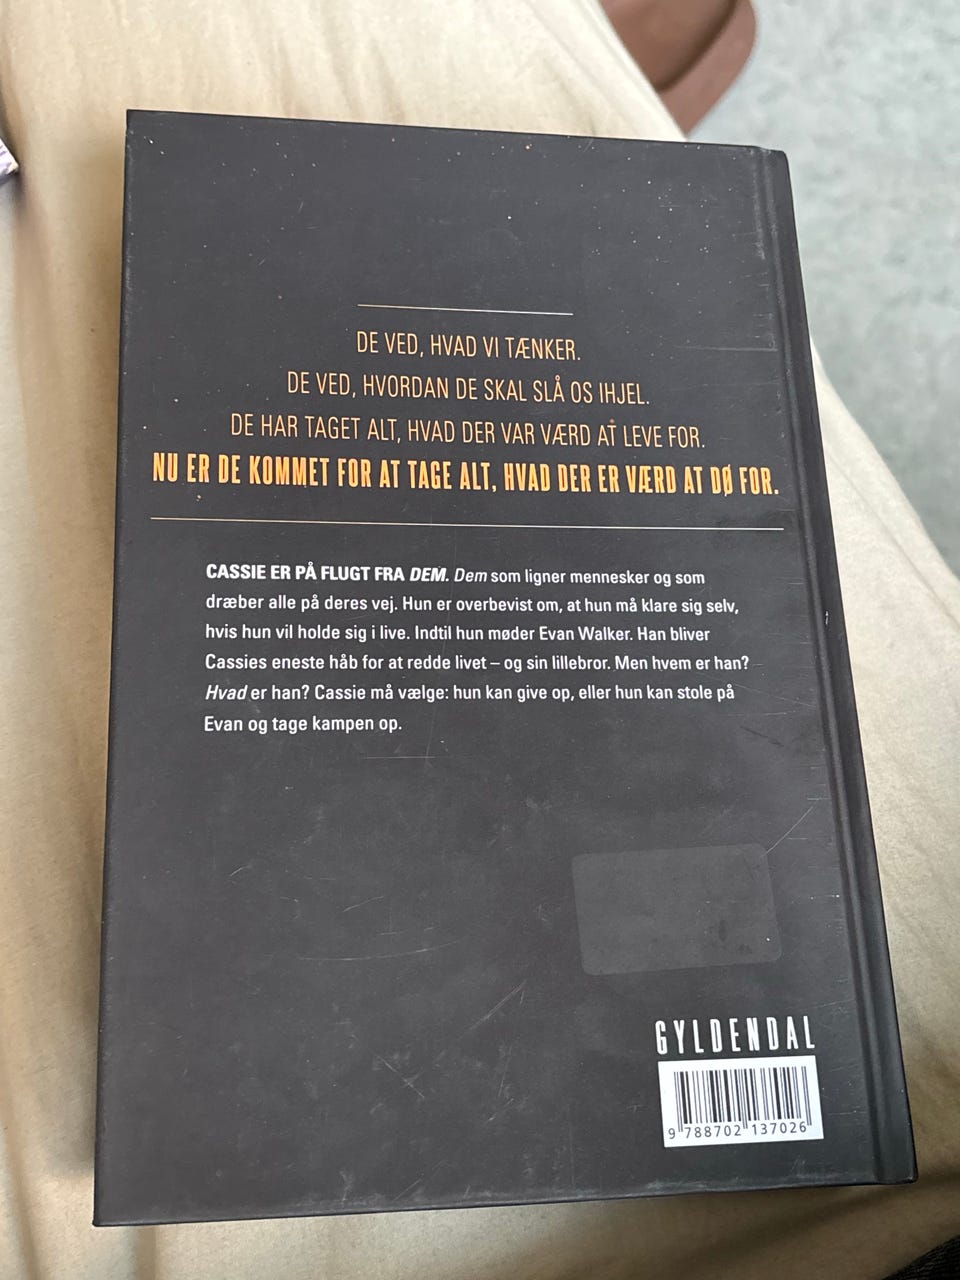 DE VED, HVAD VI TÆNKER.
DE VED, HVORDAN DE SKAL SLÅ OS IHJEL.
DE HAR TAGET ALT, HVAD DER VAR VÆRD AT LEVE FOR.
NU ER DE KOMMET FOR AT TAGE ALT, HVAD DER ER VÆRD AT DØ FOR.
CASSIE ER PÅ FLUGT FRA DEM. Dem som ligner mennesker og som
dræber alle på deres vej. Hun er overbevist om, at hun må klare sig selv,
hvis hun vil holde sig i live. Indtil hun møder Evan Walker. Han bliver
Cassies eneste håb for at redde livet – og sin lillebror. Men hvem er han?
Hvad er han? Cassie må vælge: hun kan give op, eller hun kan stole på
Evan og tage kampen op.
GYLDENDAL
9 788702 137026